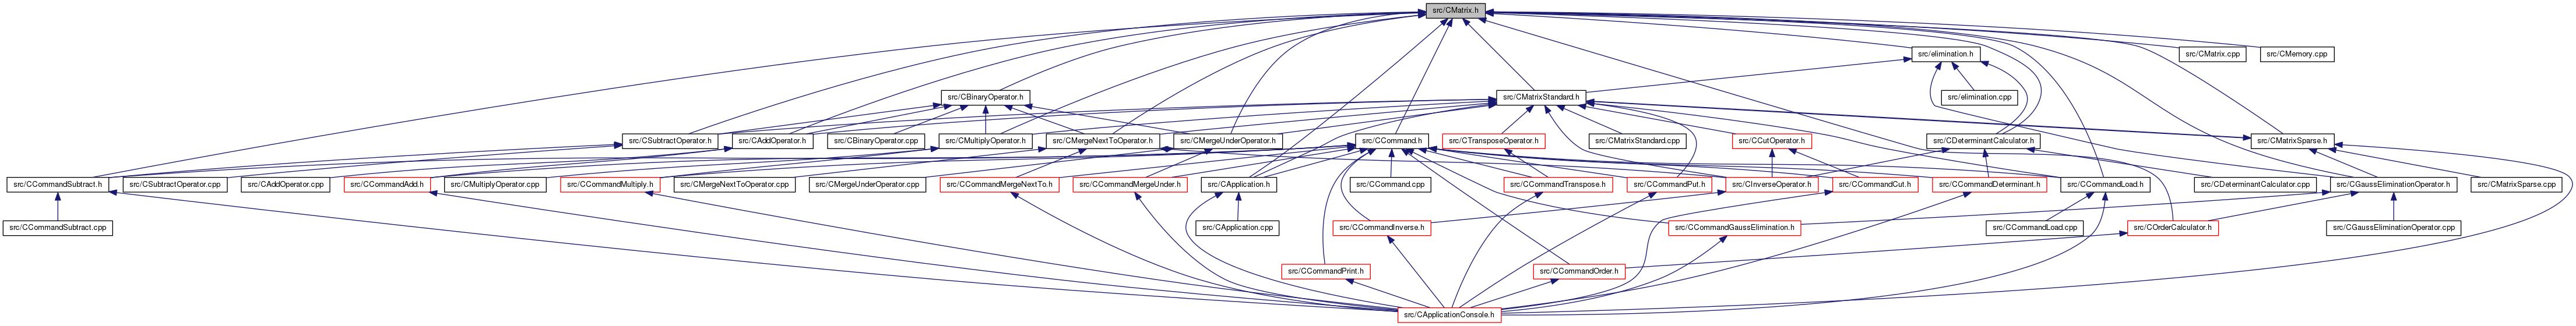 src/CMatrix.h
src/elimination.h
src/CMatrix.cpp
src/CMemory.cpp
src/CBinaryOperator.h
src/CMatrixStandard.h
src/elimination.cpp
src/CSubtractOperator.h
src/CAddOperator.h
src/CBinaryOperator.cpp
src/CMultiplyOperator.h
src/CMergeNextToOperator.h
src/CMergeUnderOperator.h
src/CCommand.h
src/CTransposeOperator.h
src/CMatrixStandard.cpp
src/CCutOperator.h
src/CDeterminantCalculator.h
src/CMatrixSparse.h
src/CCommandSubtract.h
src/CSubtractOperator.cpp
src/CAddOperator.cpp
src/CCommandAdd.h
src/CMultiplyOperator.cpp
src/CCommandMultiply.h
src/CMergeNextToOperator.cpp
src/CMergeUnderOperator.cpp
src/CCommandMergeNextTo.h
src/CCommandMergeUnder.h
src/CApplication.h
src/CCommand.cpp
src/CCommandTranspose.h
src/CCommandPut.h
src/CInverseOperator.h
src/CCommandCut.h
src/CCommandDeterminant.h
src/CCommandLoad.h
src/CDeterminantCalculator.cpp
src/CGaussEliminationOperator.h
src/CMatrixSparse.cpp
src/CCommandSubtract.cpp
src/CApplication.cpp
src/CCommandInverse.h
src/CCommandGaussElimination.h
src/CCommandLoad.cpp
src/COrderCalculator.h
src/CGaussEliminationOperator.cpp
src/CCommandPrint.h
src/CCommandOrder.h
src/CApplicationConsole.h